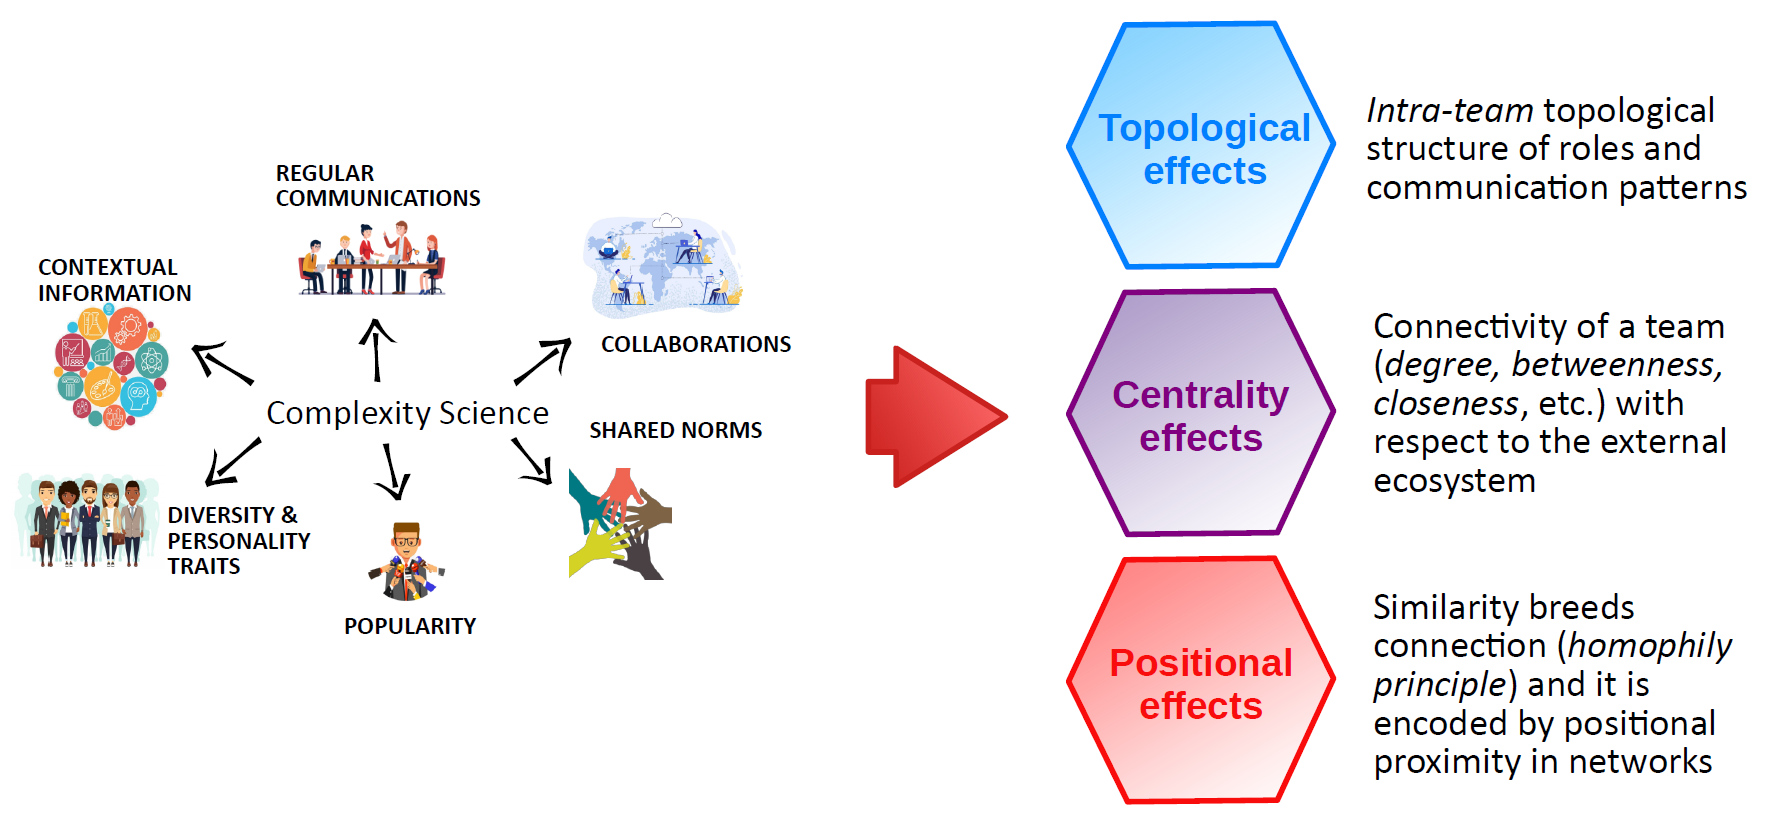 REGULAR
COMMUNICATIONS
CONTEXTUAL
INFORMATION
COLLABORATIONS
Complexity Science
SHARED NORMS
DIVERSITY &
PERSONALITY
TRAITS
POPULARITY
Topological
effects
Intra-team topological
structure of roles and
communication patterns
Centrality
effects
Connectivity of a team
(degree, betweenness,
closeness, etc.) with
respect to the external
ecosystem
Positional
effects
Similarity breeds
connection (homophily
principle) and it is
encoded by positional
proximity in networks